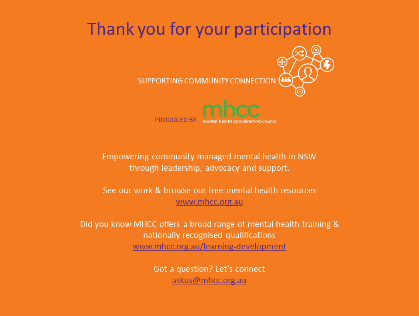 Thank you for your participation
SUPPORTING COMMUNITY CONNECTION
PRODUCED BY
mhcc
mental health coordinating council
Empowering community managed mental health in NSW
through leadership, advocacy and support.
See our work & browse our free mental health resources
www.mhcc.org.au
Did you know MHCC offers a broad range of mental health training &
nationally recognised qualifications
www.mhcc.org.au/learning-development
Got a question? Let's connect
askus@mhcc.org.au